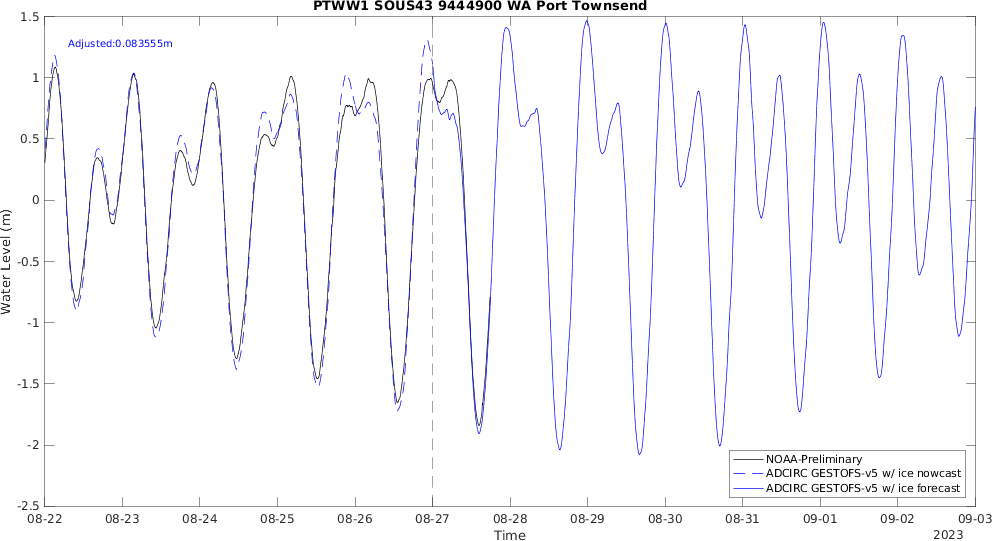 PTWW1 SOUS43 9444900 WA Port Townsend
Adjusted:0.083555m
1.5
1
0.5
0
-0.5
-1
-1.5
-2
-2.5
Water Level (m)
NOAA-Preliminary
ADCIRC GESTOFS-v5 w/ ice nowcast
ADCIRC GESTOFS-v5 w/ ice forecast
08-22 08-23 08-24 08-25 08-26 08-27 08-28 08-29 08-30 08-31 09-01 09-02 09-03
Time
2023